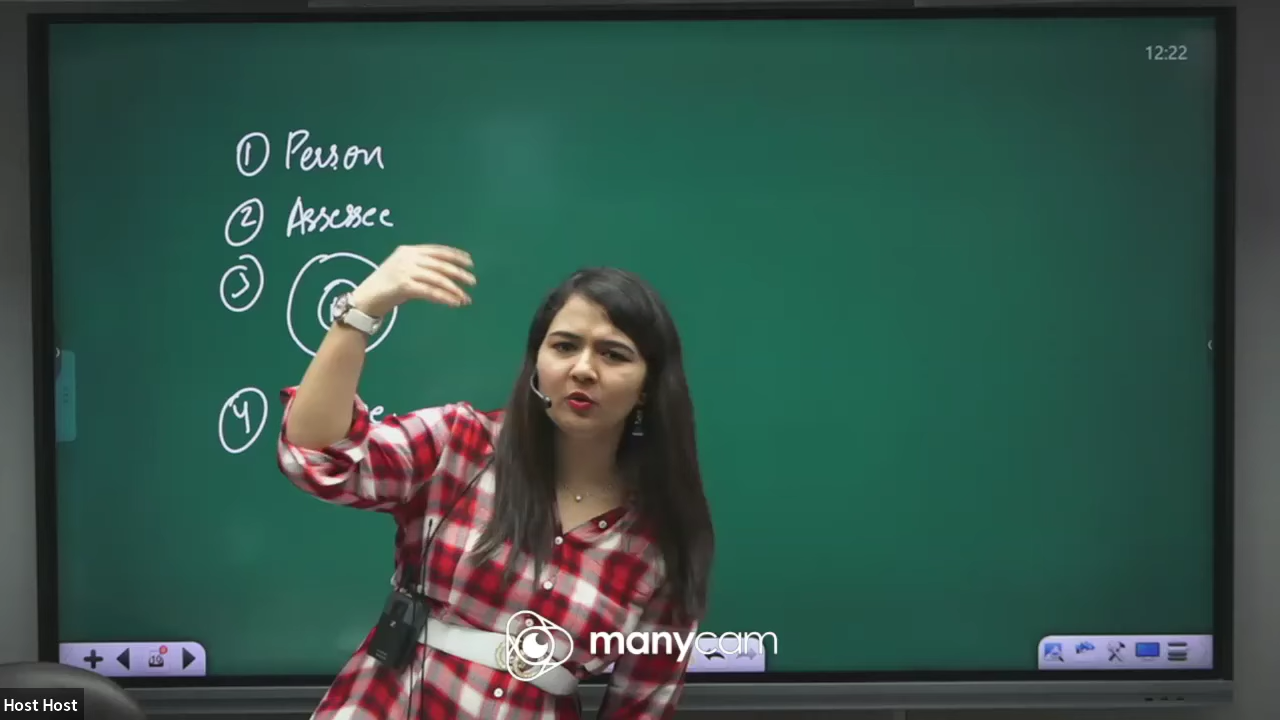 12:22
① Person
② Assessee
③
④
manycam
Host Host